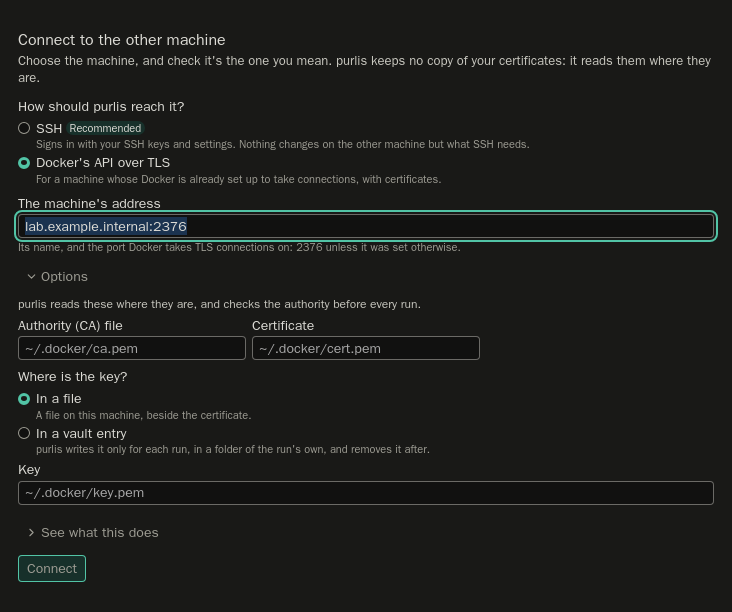 Connect to the other machine
Choose the machine, and check it's the one you mean. purlis keeps no copy of your certificates: it reads them where they
are.
How should purlis reach it?
SSH Recommended
Signs in with your SSH keys and settings. Nothing changes on the other machine but what SSH needs.
Docker's API over TLS
For a machine whose Docker is already set up to take connections, with certificates.
The machine's address
lab.example.internal:2376
Its name, and the port Docker takes TLS connections on: 2376 unless it was set otherwise.
Options
purlis reads these where they are, and checks the authority before every run.
Authority (CA) file Certificate
~/.docker/ca.pem ~/.docker/cert.pem
Where is the key?
In a file
A file on this machine, beside the certificate.
In a vault entry
purlis writes it only for each run, in a folder of the run's own, and removes it after.
Key
~/.docker/key.pem
See what this does
Connect